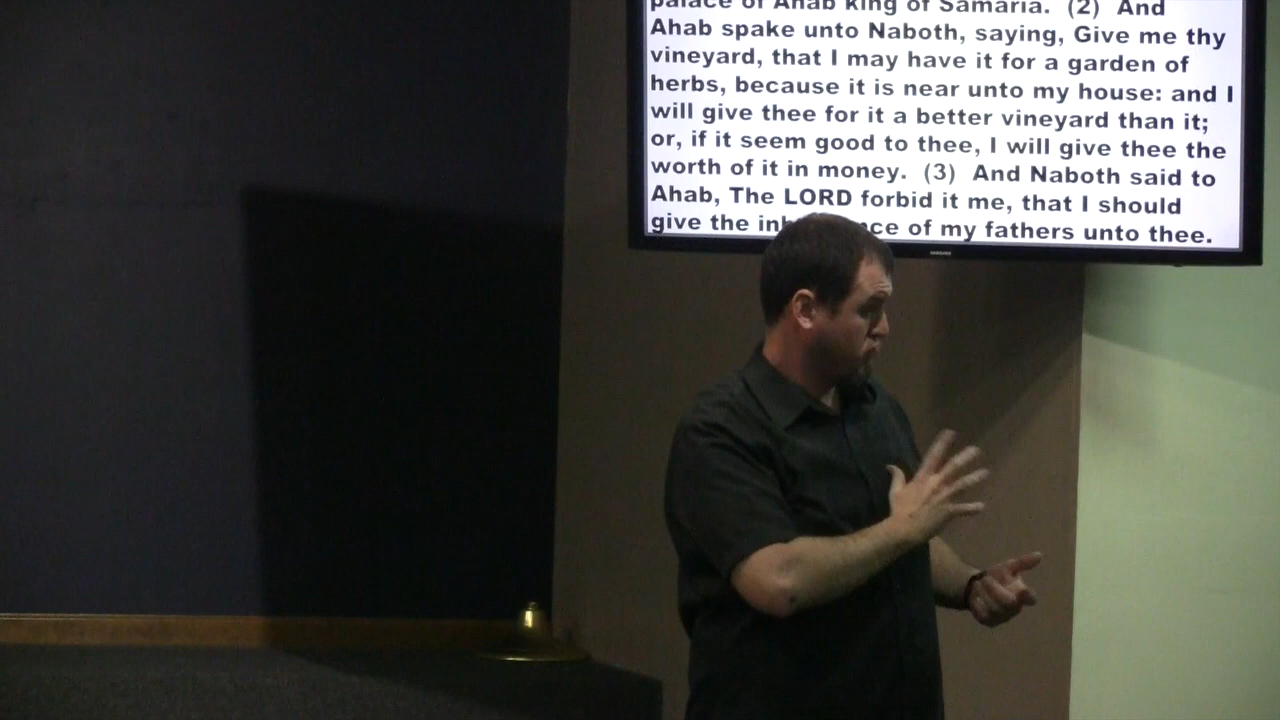 palace of Ahab king of Samaria. (2) And
Ahab spake unto Naboth, saying, Give me thy
vineyard, that I may have it for a garden of
herbs, because it is near unto my house: and I
will give thee for it a better vineyard than it;
or, if it seem good to thee, I will give thee the
worth of it in money. (3) And Naboth said to
Ahab, The LORD forbid it me, that I should
give the inh ce of my fathers unto thee.
SAMSUNG